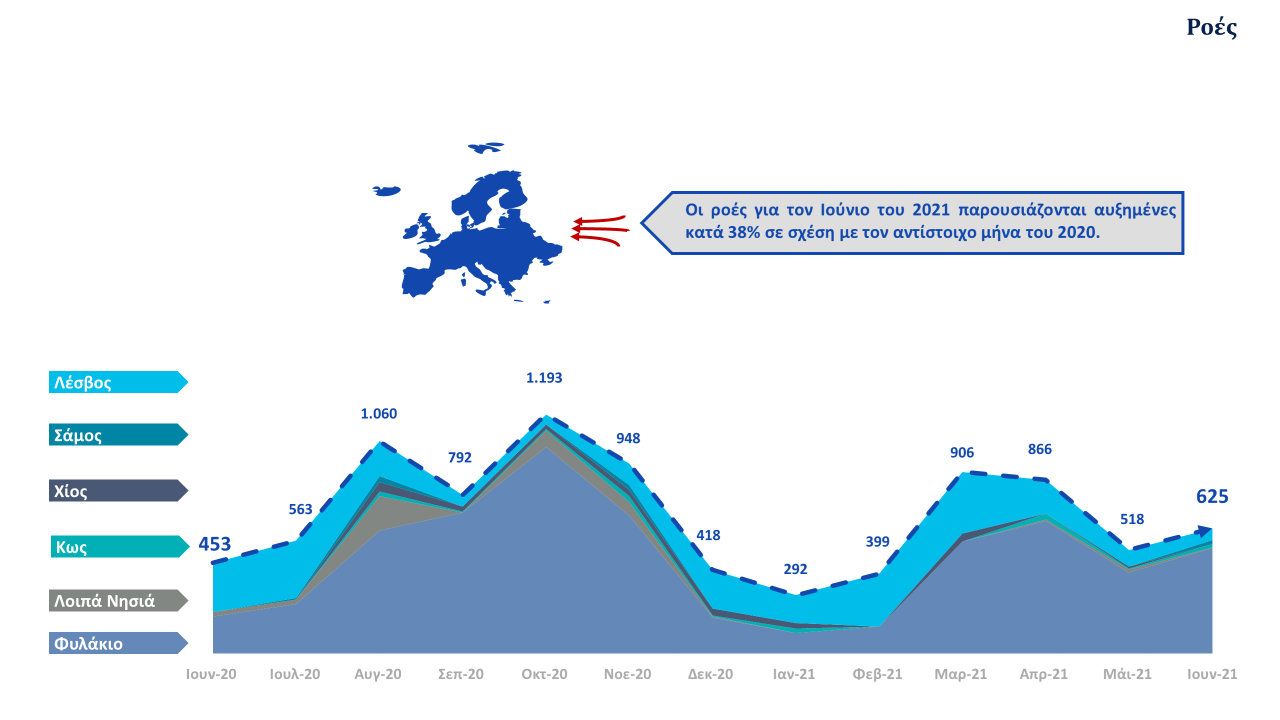 Ροές
Οι ροές για τον Ιούνιο του 2021 παρουσιάζονται αυξημένες
κατά 38% σε σχέση με τον αντίστοιχο μήνα του 2020.
Λέσβος
Σάμος
Χίος
Κως
Λοιπά Νησιά
Φυλάκιο
453
563
1.060
792
1.193
948
418
292
399
906
866
518
625
Ιουν-20 Ιουλ-20 Αυγ-20 Σεπ-20 Οκτ-20 Νοε-20 Δεκ-20 Ιαν-21 Φεβ-21 Μαρ-21 Απρ-21 Μάι-21 Ιουν-21